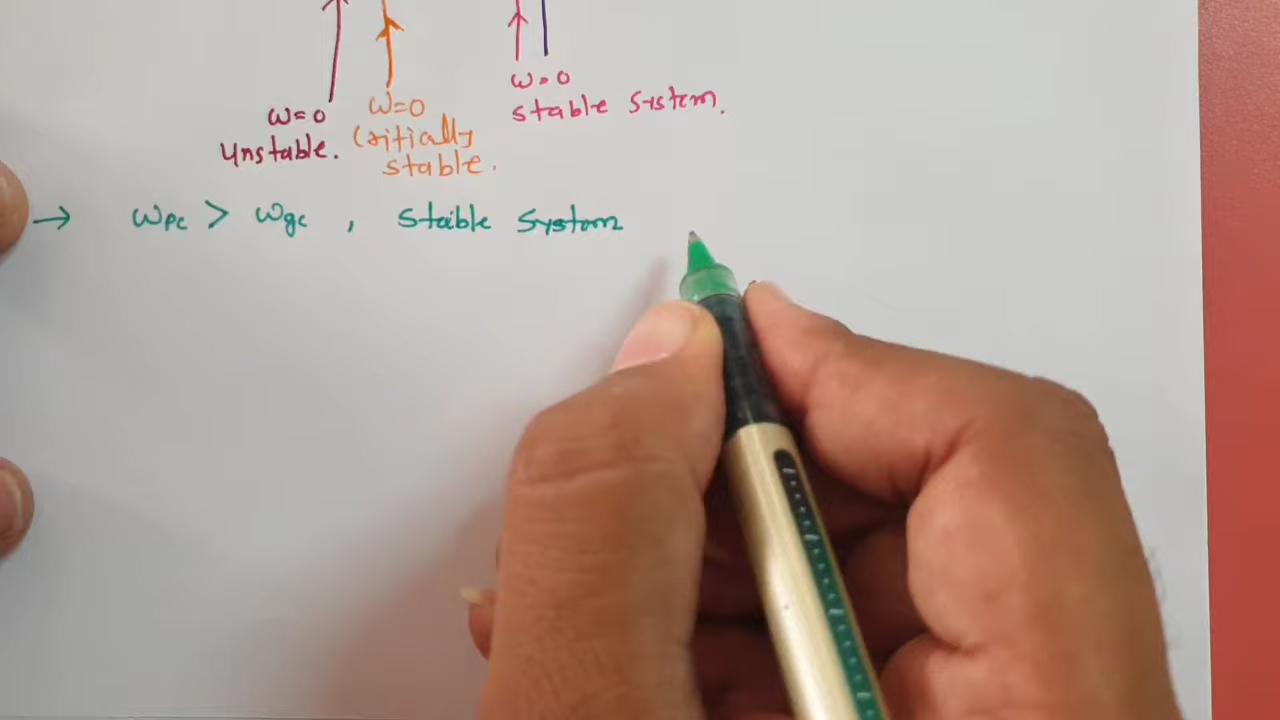 ω=0
stable system.
ω=0
unstable.
ω=0
Critically
stable.
→ ωpc > ωgc , Stable System